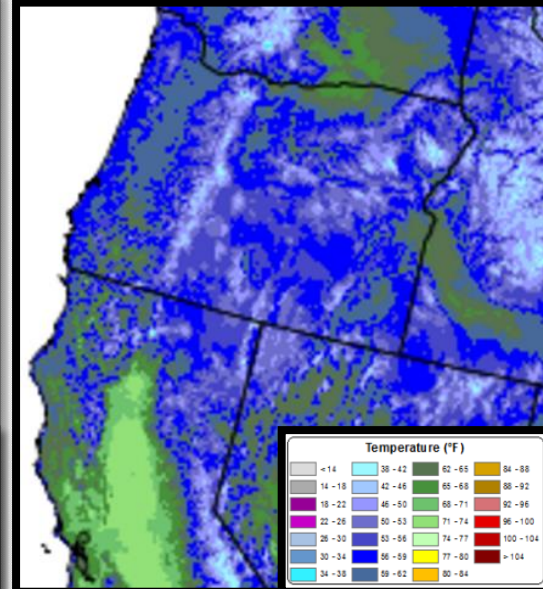 Temperature (°F)
< 14 38 - 42 62 - 65 84 - 88
14 - 18 42 - 46 65 - 68 88 - 92
18 - 22 46 - 50 68 - 71 92 - 96
22 - 26 50 - 53 71 - 74 96 - 100
26 - 30 53 - 56 74 - 77 100 - 104
30 - 34 56 - 59 77 - 80 > 104
34 - 38 59 - 62 80 - 84